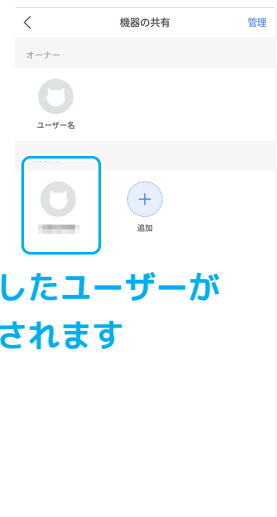 機器の共有
管理
オーナー
ユーザー名
追加
したユーザーが
されます